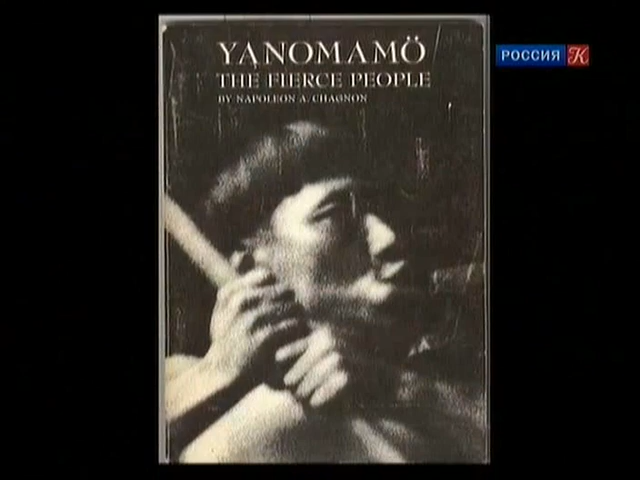 YANOMAMÖ
THE FIERCE PEOPLE
BY NAPOLEON A. CHAGNON
РОССИЯ К